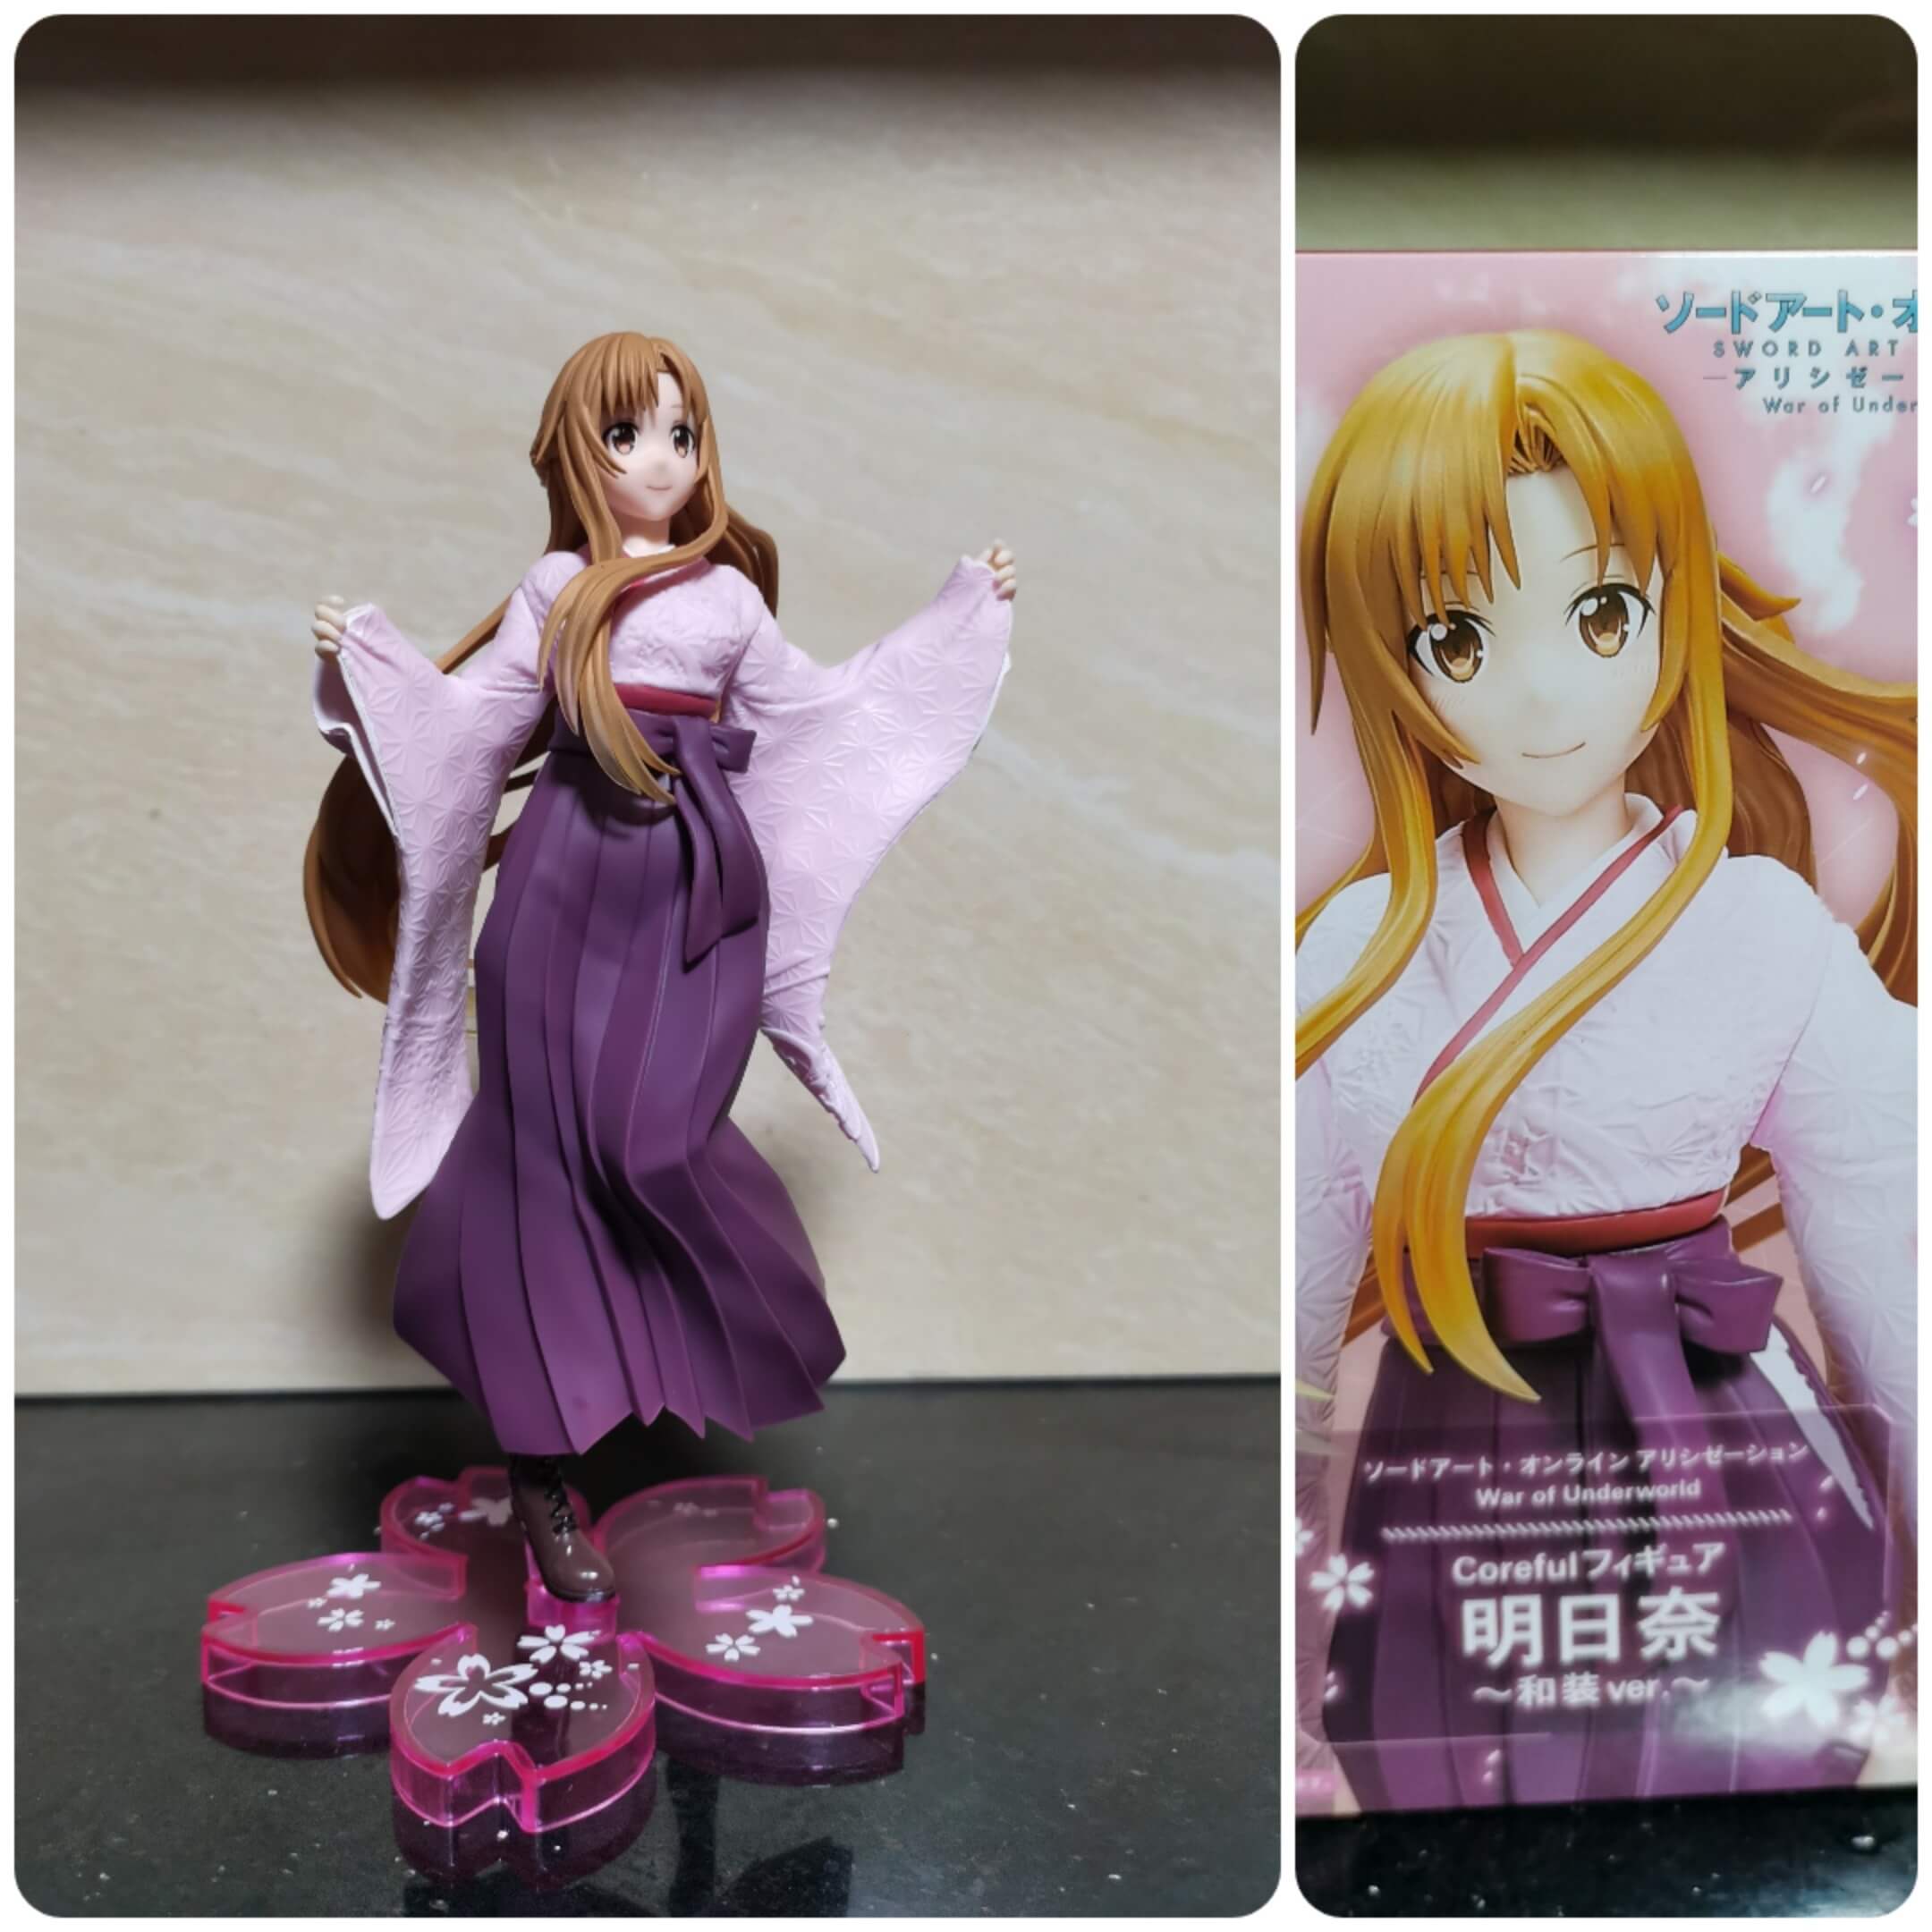 ソードアート・オ
SWORD ART
―アリシゼー
War of Under
ソードアート・オンライン アリシゼーション
War of Underworld
Corefulフィギュア
明日奈
～和装ver.～